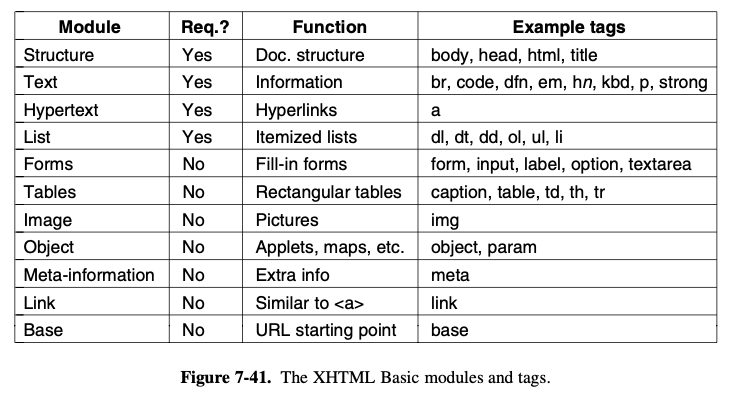 Module Req.? Function Example tags
Structure Yes Doc. structure body, head, html, title
Text Yes Information br, code, dfn, em, hn, kbd, p, strong
Hypertext Yes Hyperlinks a
List Yes Itemized lists dl, dt, dd, ol, ul, li
Forms No Fill-in forms form, input, label, option, textarea
Tables No Rectangular tables caption, table, td, th, tr
Image No Pictures img
Object No Applets, maps, etc. object, param
Meta-information No Extra info meta
Link No Similar to <a> link
Base No URL starting point base
Figure 7-41. The XHTML Basic modules and tags.